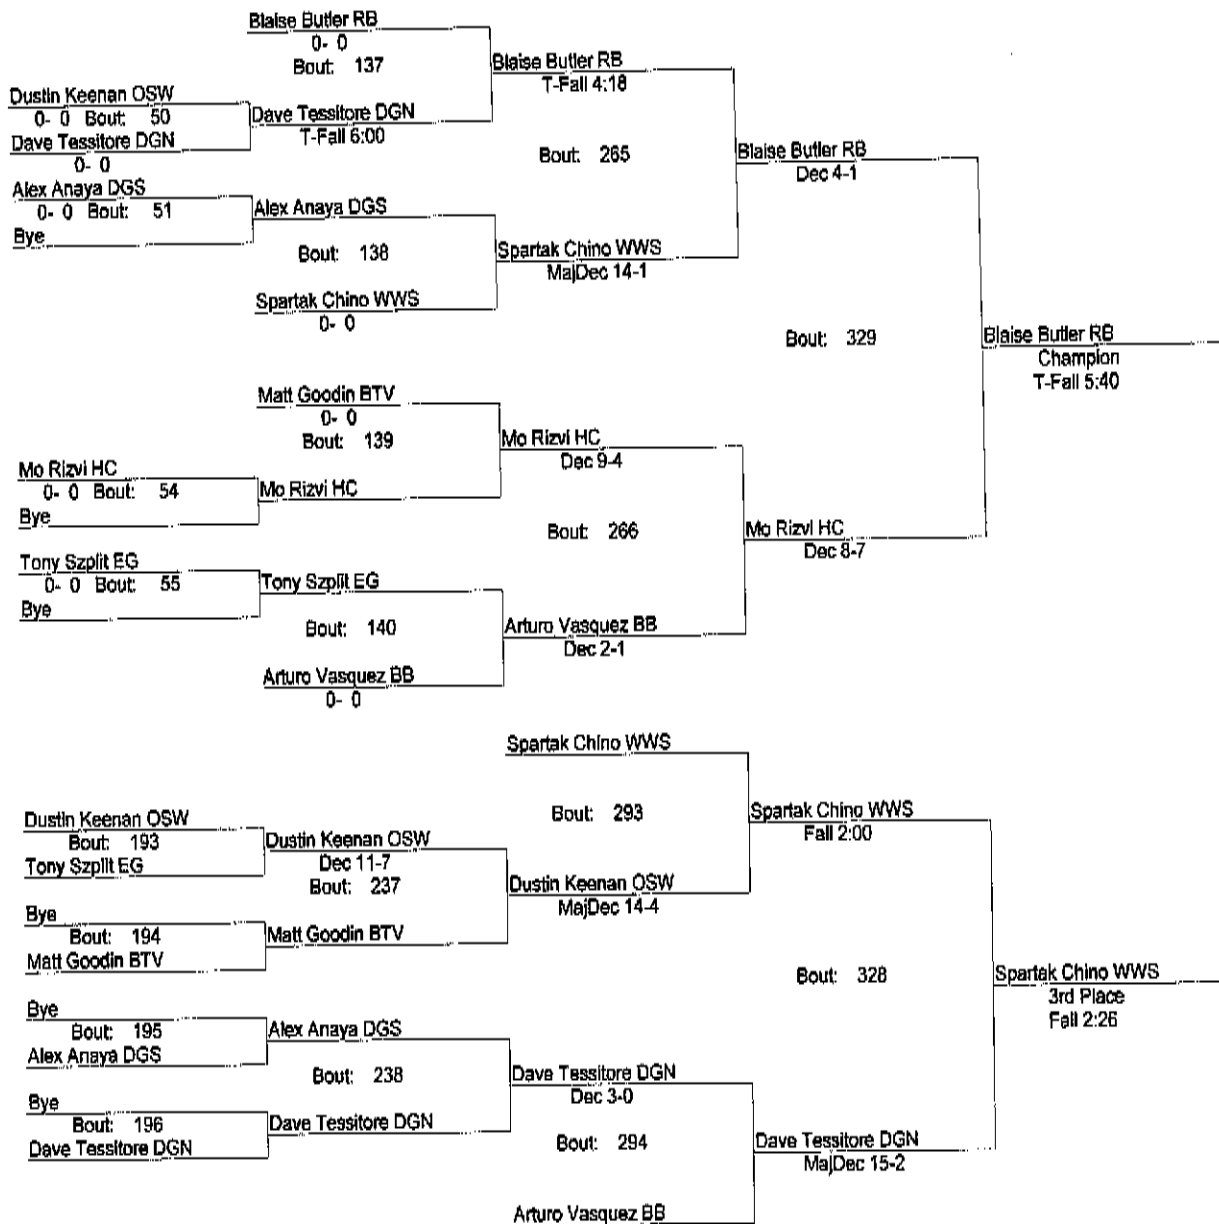 Blaise Butler RB
0- 0
Bout: 137
Blaise Butler RB
T-Fall 4:18
Dustin Keenan OSW
0- 0 Bout: 50
Dave Tessitore DGN
T-Fall 6:00
Dave Tessitore DGN
0- 0
Bout: 265
Blaise Butler RB
Dec 4-1
Alex Anaya DGS
0- 0 Bout: 51
Alex Anaya DGS
Bye
Bout: 138
Spartak Chino WWS
MajDec 14-1
Spartak Chino WWS
0- 0
Bout: 329
Blaise Butler RB
Champion
T-Fall 5:40
Matt Goodin BTV
0- 0
Bout: 139
Mo Rizvi HC
Dec 9-4
Mo Rizvi HC
0- 0 Bout: 54
Mo Rizvi HC
Bye
Bout: 266
Mo Rizvi HC
Dec 8-7
Tony Szplit EG
0- 0 Bout: 55
Tony Szplit EG
Bye
Bout: 140
Arturo Vasquez BB
Dec 2-1
Arturo Vasquez BB
0- 0
Spartak Chino WWS
Bout: 293
Spartak Chino WWS
Fall 2:00
Dustin Keenan OSW
Bout: 193
Dustin Keenan OSW
Dec 11-7
Tony Szplit EG
Bout: 237
Dustin Keenan OSW
MajDec 14-4
Bye
Bout: 194
Matt Goodin BTV
Matt Goodin BTV
Bout: 328
Spartak Chino WWS
3rd Place
Fall 2:26
Bye
Bout: 195
Alex Anaya DGS
Alex Anaya DGS
Bout: 238
Dave Tessitore DGN
Dec 3-0
Bye
Bout: 196
Dave Tessitore DGN
Dave Tessitore DGN
Bout: 294
Dave Tessitore DGN
MajDec 15-2
Arturo Vasquez BB